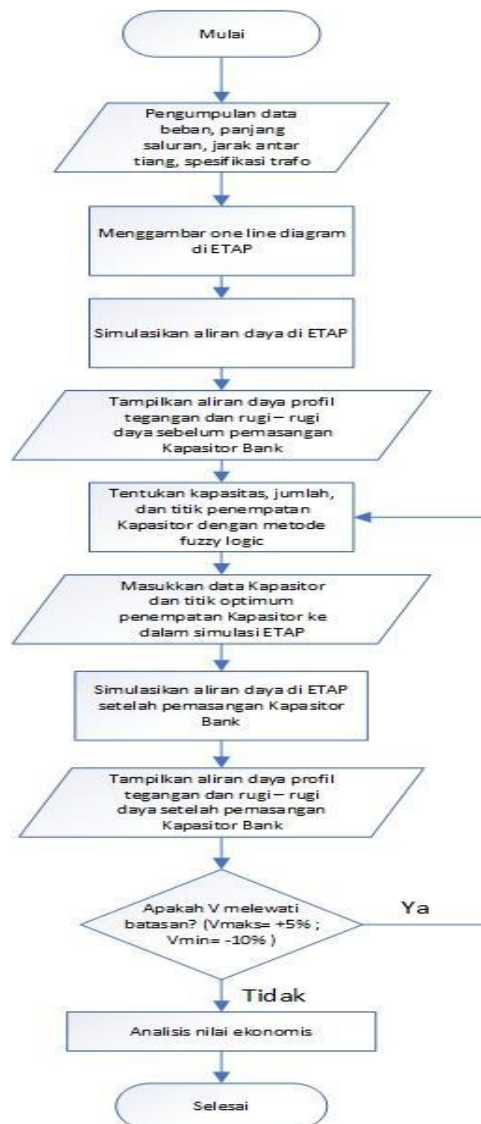 Mulai
Pengumpulan data
beban, panjang
saluran, jarak antar
tiang, spesifikasi trafo
Menggambar one line diagram
di ETAP
Simulasikan aliran daya di ETAP
Tampilkan aliran daya profil
tegangan dan rugi – rugi
daya sebelum pemasangan
Kapasitor Bank
Tentukan kapasitas, jumlah,
dan titik penempatan
Kapasitor dengan metode
fuzzy logic
Masukkan data Kapasitor
dan titik optimum
penempatan Kapasitor ke
dalam simulasi ETAP
Simulasikan aliran daya di ETAP
setelah pemasangan Kapasitor
Bank
Tampilkan aliran daya profil
tegangan dan rugi – rugi
daya setelah pemasangan
Kapasitor Bank
Apakah V melewati
batasan? (Vmaks= +5% ;
Vmin= -10% )
Ya
Tidak
Analisis nilai ekonomis
Selesai